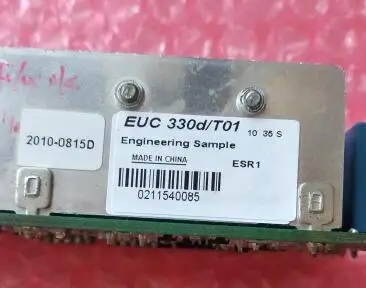 EUC 330d/T01 10 35 S
Engineering Sample
2010-0815D
MADE IN CHINA
ESR1
0211540085